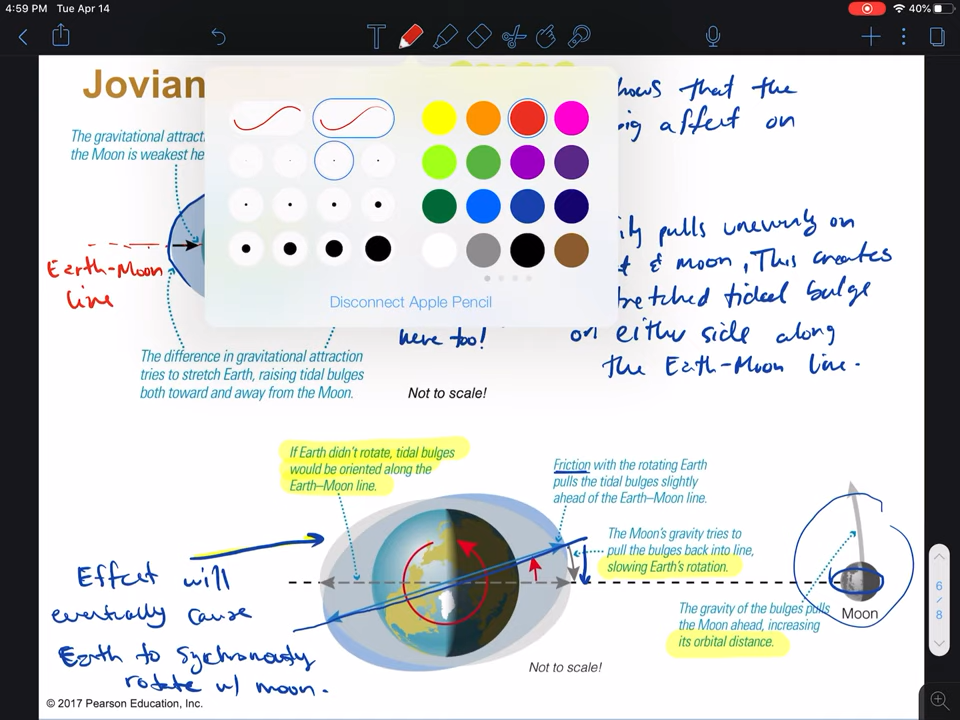 4:59 PM Tue Apr 14
40%
Jovian
The gravitational attract
the Moon is weakest he
hows that the
big affect on
Disconnect Apple Pencil
Earth-Moon
line
here too!
ity pulls unevenly on
t & moon, This creates
tretched tidal bulge
on either side along
the Earth-Moon line.
The difference in gravitational attraction
tries to stretch Earth, raising tidal bulges
both toward and away from the Moon.
Not to scale!
If Earth didn't rotate, tidal bulges
would be oriented along the
Earth–Moon line.
Friction with the rotating Earth
pulls the tidal bulges slightly
ahead of the Earth–Moon line.
The Moon's gravity tries to
pull the bulges back into line,
slowing Earth's rotation.
Effect will
eventually cause
Earth to Sychronously
rotate w/ moon.
The gravity of the bulges pulls
the Moon ahead, increasing
its orbital distance.
Moon
Not to scale!
6
8
© 2017 Pearson Education, Inc.